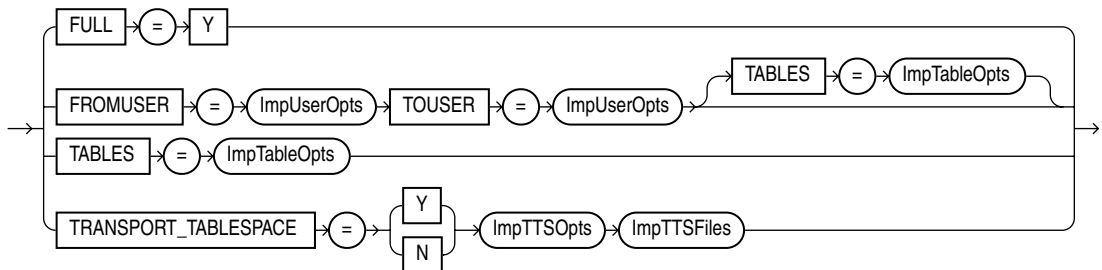 FULL = Y
TABLES = ImpTableOpts
FROMUSER = ImpUserOpts TOUSER = ImpUserOpts
TABLES = ImpTableOpts
Y
TRANSPORT_TABLESPACE = ImpTTSOpts ImpTTSFiles
N